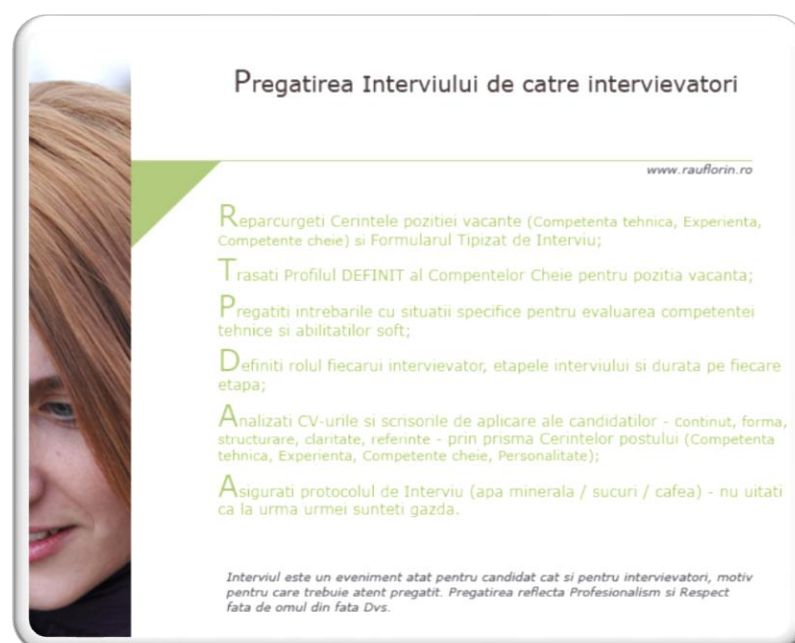 Pregatirea Interviului de catre intervievatori
www.rauflorin.ro
Reparcurgeti Cerintele pozitiei vacante (Competenta tehnica, Experienta,
Competente cheie) si Formularul Tipizat de Interviu;
Trasati Profilul DEFINIT al Compentelor Cheie pentru pozitia vacanta;
Pregatiti intrebarile cu situatii specifice pentru evaluarea competentei
tehnice si abilitatilor soft;
Definiti rolul fiecarui intervievator, etapele interviului si durata pe fiecare
etapa;
Analizati CV-urile si scrisorile de aplicare ale candidatilor - continut, forma,
structurare, claritate, referinte - prin prisma Cerintelor postului (Competenta
tehnica, Experienta, Competente cheie, Personalitate);
Asigurati protocolul de Interviu (apa minerala / sucuri / cafea) - nu uitati
ca la urma urmei sunteti gazda.
Interviul este un eveniment atat pentru candidat cat si pentru intervievatori, motiv
pentru care trebuie atent pregatit. Pregatirea reflecta Profesionalism si Respect
fata de omul din fata Dvs.